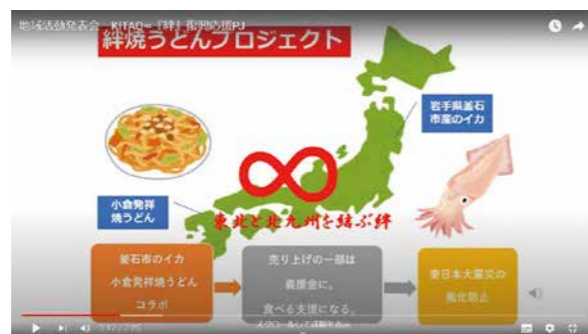 地域活動発表会 KITAQ∞『絆』復興応援PJ
絆焼うどんプロジェクト
岩手県釜石
市産のイカ
小倉発祥
焼うどん
東北と北九州を結ぶ絆
釜石市のイカ
小倉発祥焼うどん
コラボ
売り上げの一部は
義援金に。
食べる支援になる。
東日本大震災の
風化防止